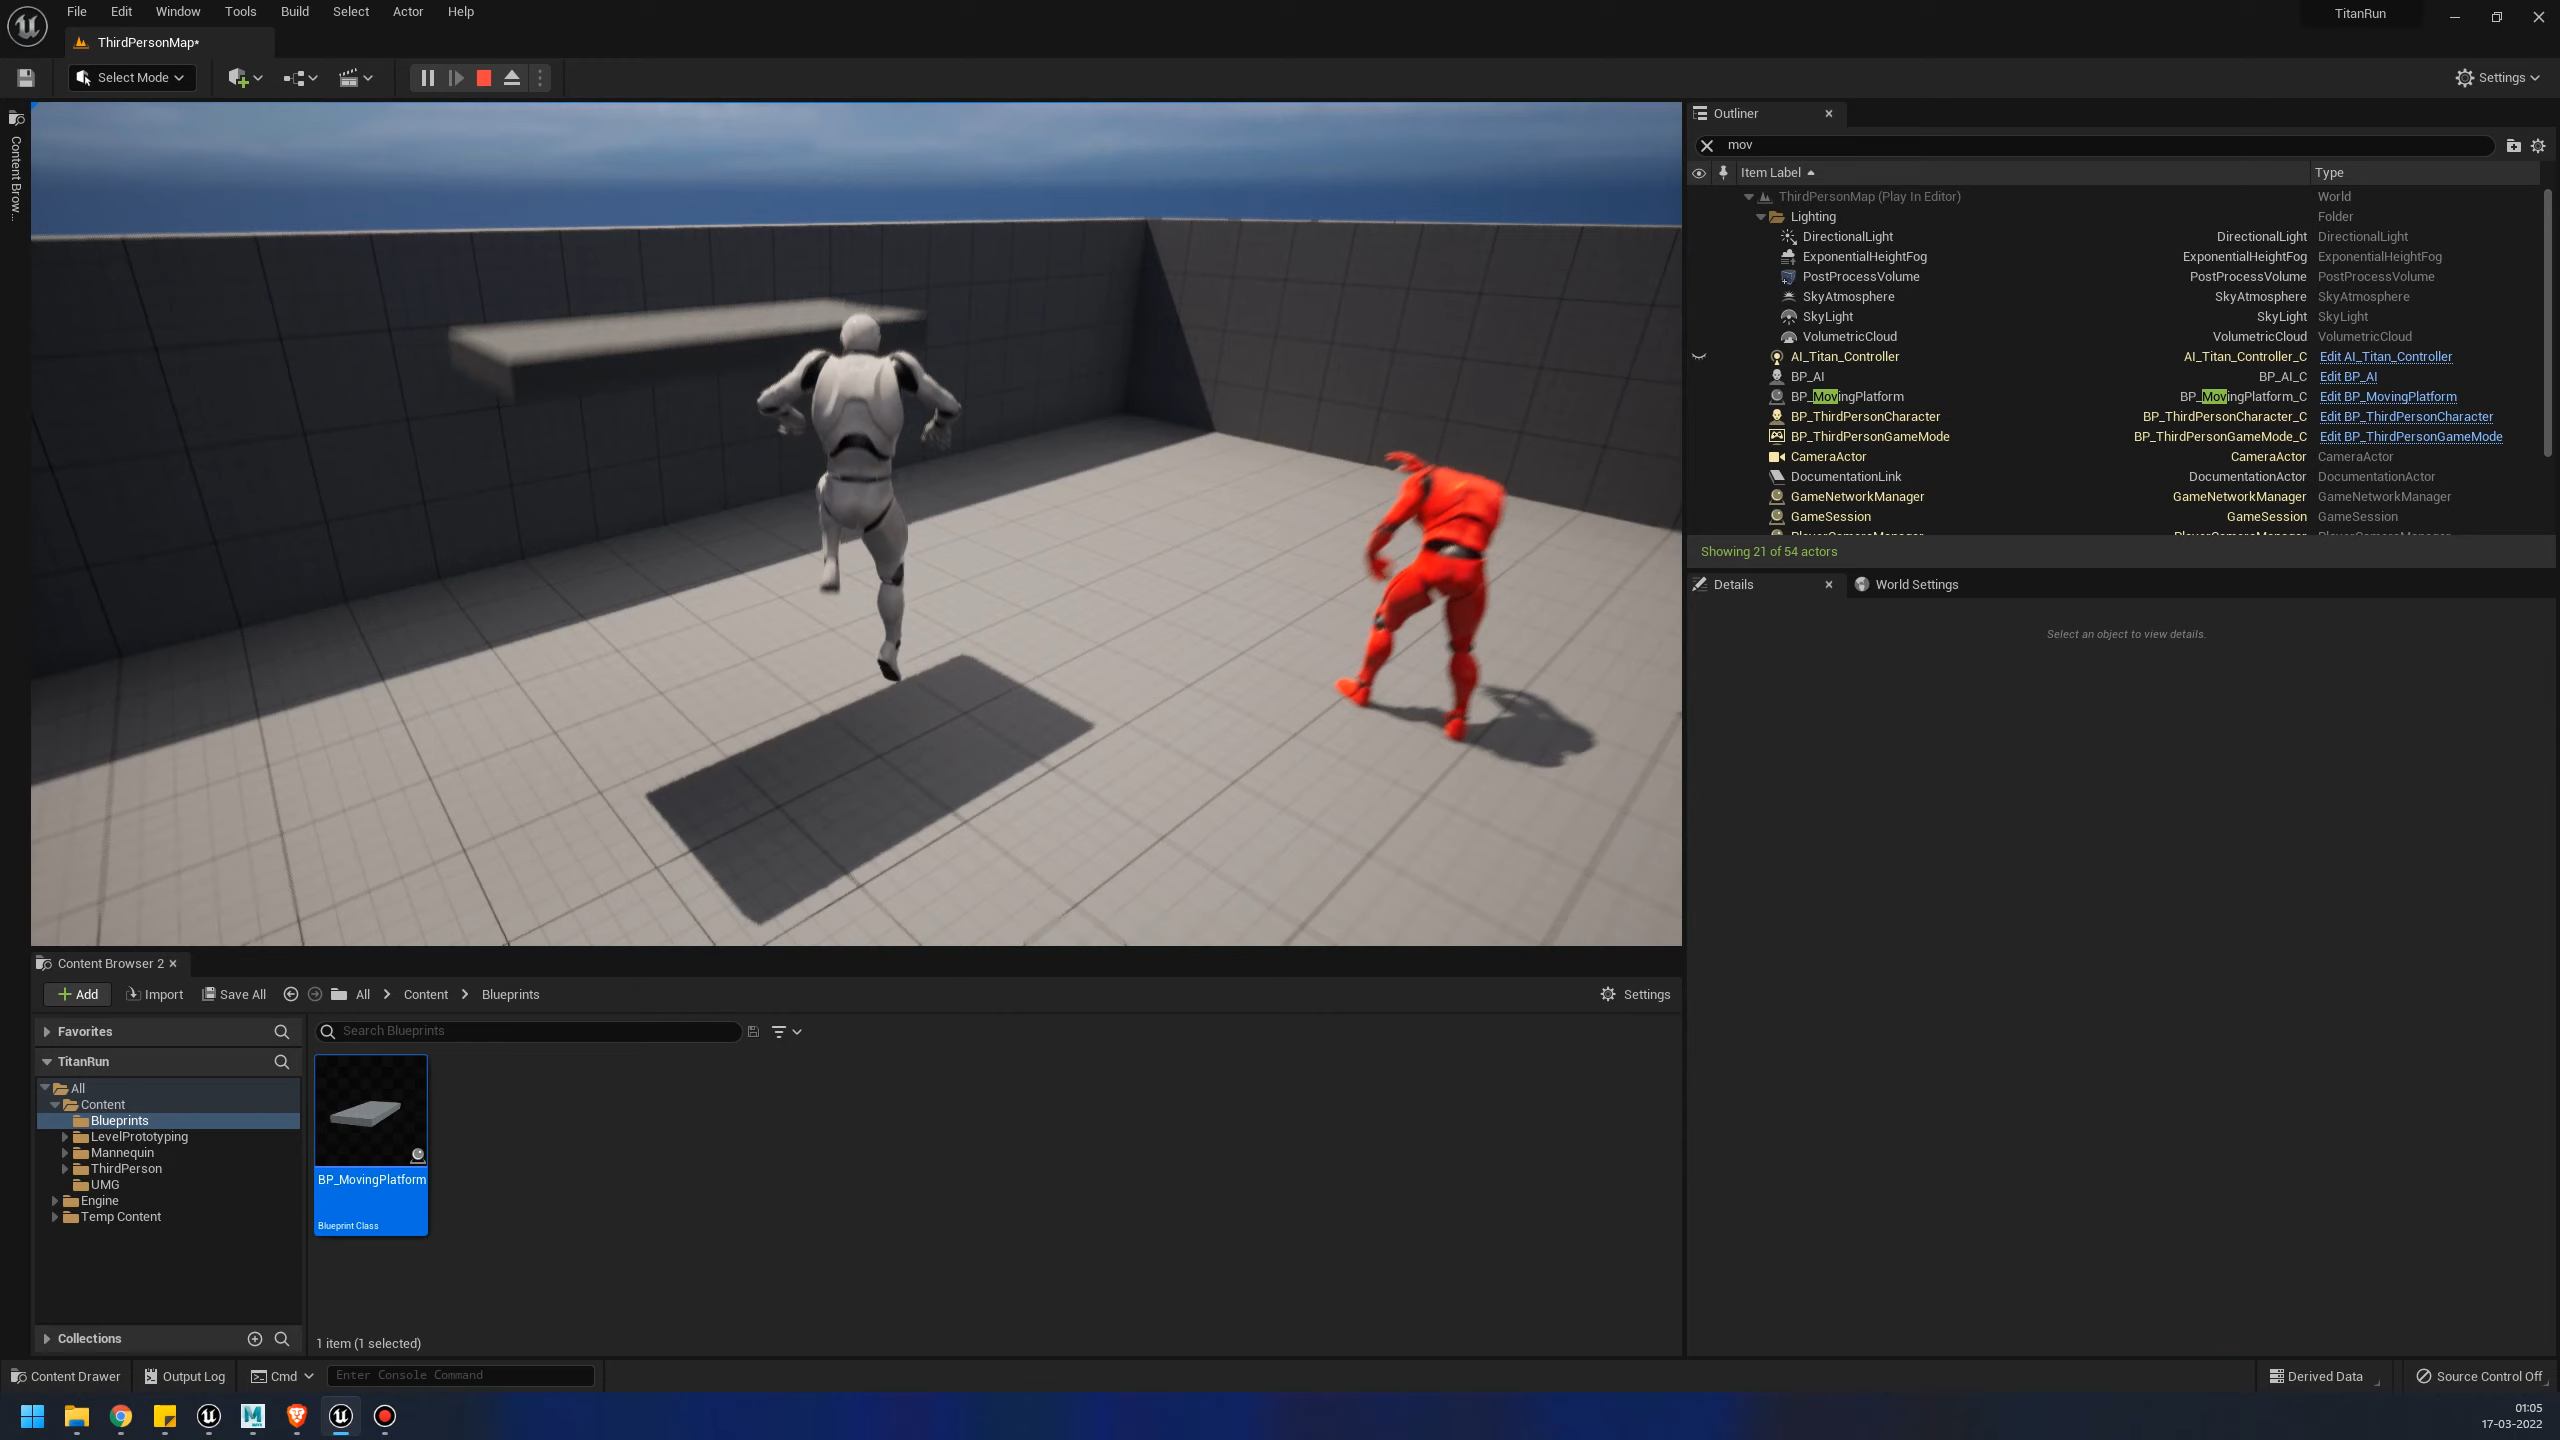 File Edit Window Tools Build Select Actor Help
TitanRun
ThirdPersonMap*
Select Mode
Settings
Content Brow...
Outliner
mov
Item Label Type
ThirdPersonMap (Play In Editor) World
Lighting Folder
DirectionalLight DirectionalLight DirectionalLight
ExponentialHeightFog ExponentialHeightFog ExponentialHeightFog
PostProcessVolume PostProcessVolume PostProcessVolume
SkyAtmosphere SkyAtmosphere SkyAtmosphere
SkyLight SkyLight SkyLight
VolumetricCloud VolumetricCloud VolumetricCloud
AI_Titan_Controller AI_Titan_Controller_C Edit AI_Titan_Controller
BP_AI BP_AI_C Edit BP_AI
BP_MovingPlatform BP_MovingPlatform_C Edit BP_MovingPlatform
BP_ThirdPersonCharacter BP_ThirdPersonCharacter_C Edit BP_ThirdPersonCharacter
BP_ThirdPersonGameMode BP_ThirdPersonGameMode_C Edit BP_ThirdPersonGameMode
CameraActor CameraActor CameraActor
DocumentationLink DocumentationActor DocumentationActor
GameNetworkManager GameNetworkManager GameNetworkManager
GameSession GameSession GameSession
Showing 21 of 54 actors
Details World Settings
Select an object to view details.
Content Browser 2
Add Import Save All All Content Blueprints Settings
Favorites
Search Blueprints
TitanRun
All
Content
Blueprints
LevelPrototyping
Mannequin
ThirdPerson
UMG
Engine
Temp Content
BP_MovingPlatform
Blueprint Class
Collections
1 item (1 selected)
Content Drawer Output Log Cmd Enter Console Command Derived Data Source Control Off
01:05
17-03-2022